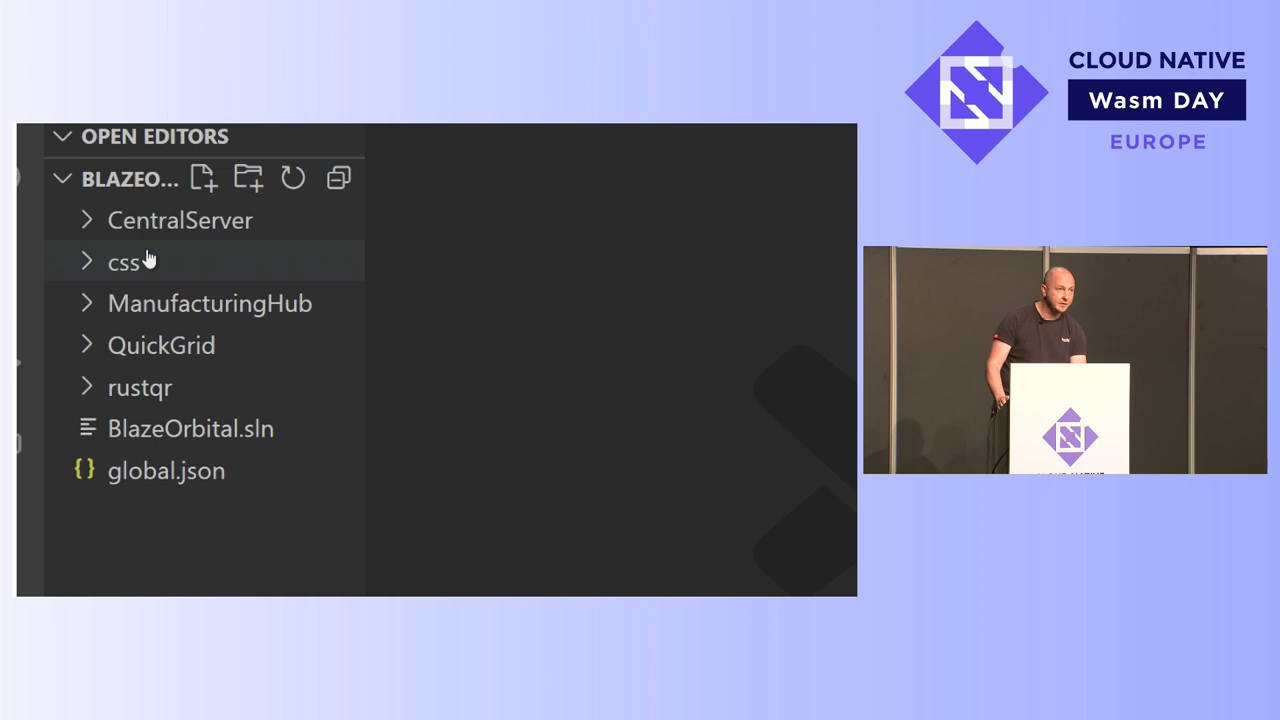 OPEN EDITORS
BLAZEO...
CentralServer
css
ManufacturingHub
QuickGrid
rustqr
BlazeOrbital.sln
global.json
CLOUD NATIVE
Wasm DAY
EUROPE